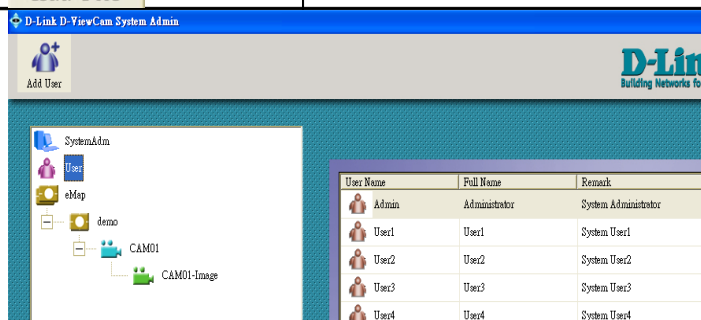 D-Link D-ViewCam System Admin
Add User
D-Lin
Building Networks fo
SystemAdm
User
eMap
demo
CAM01
CAM01-Image
User Name Full Name Remark
Admin Administrator System Administrator
User1 User1 System User1
User2 User2 System User2
User3 User3 System User3
User4 User4 System User4